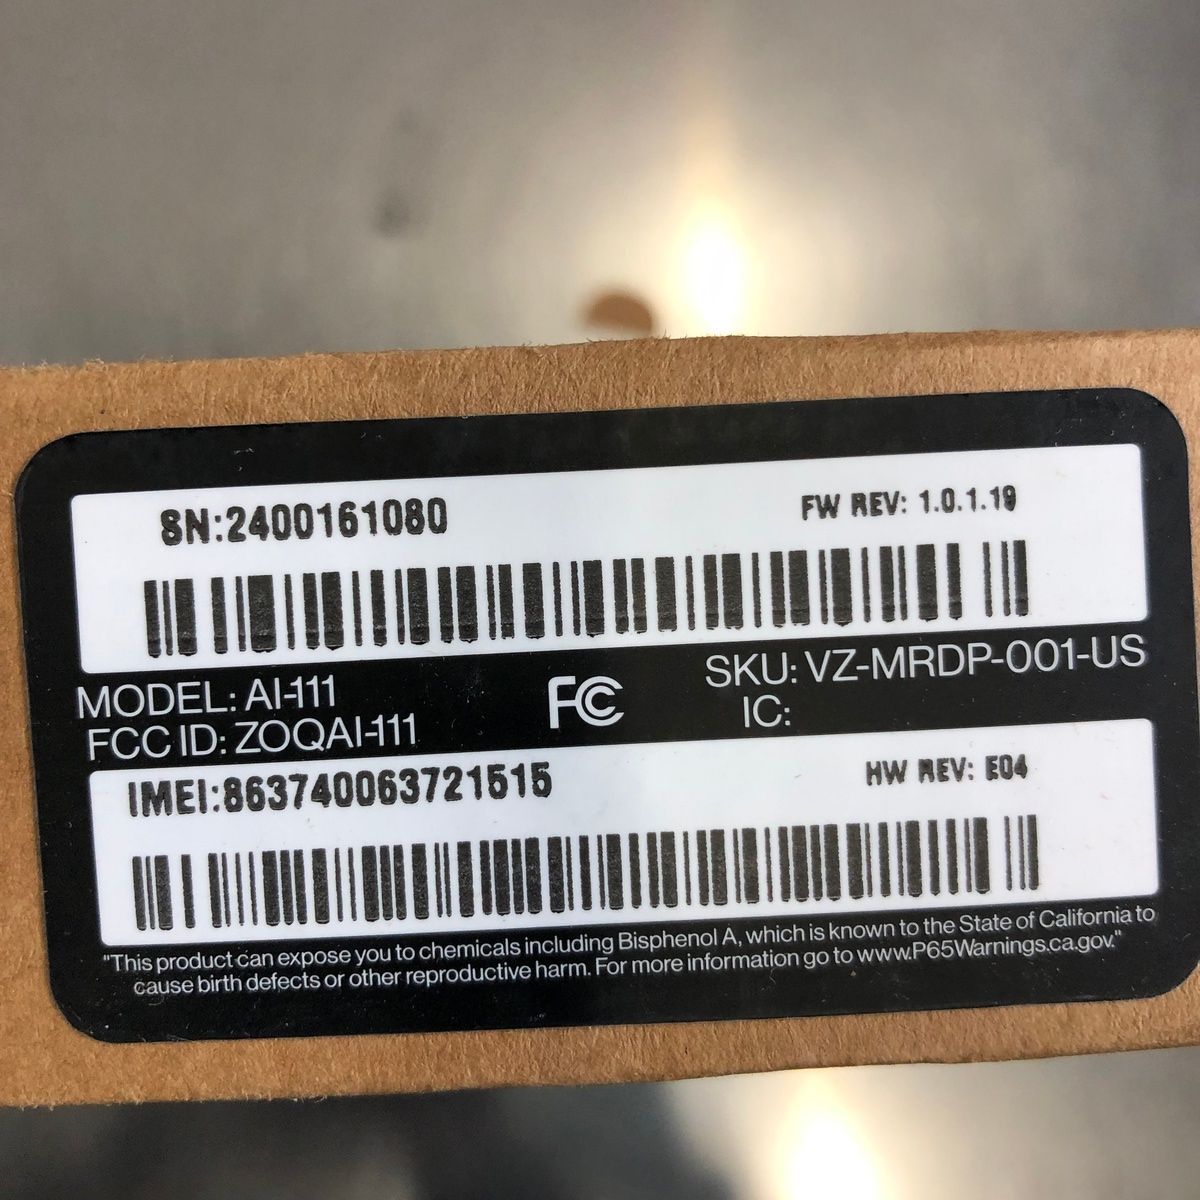 SN:2400161080
FW REV: 1.0.1.19
MODEL: AI-111
FCC ID: ZOQAI-111
FC
SKU: VZ-MRDP-001-US
IC:
IMEI:863740063721515
HW REV: E04
"This product can expose you to chemicals including Bisphenol A, which is known to the State of California to
cause birth defects or other reproductive harm. For more information go to www.P65Warnings.ca.gov."